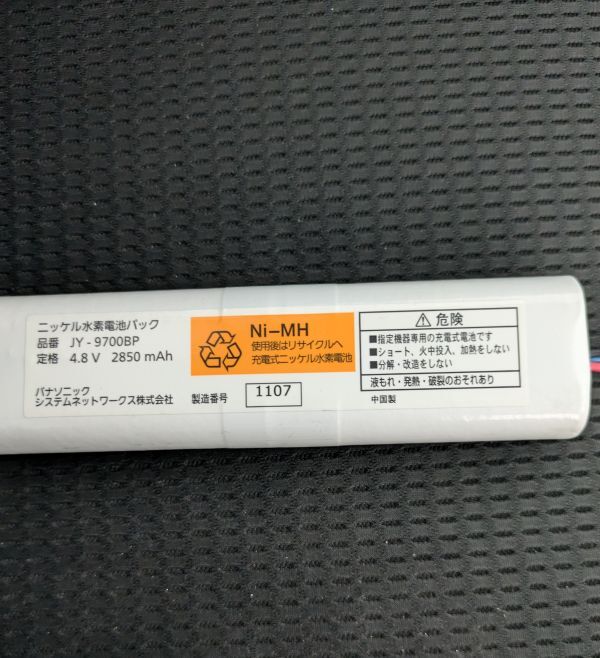 ニッケル水素電池パック
品番 JY-9700BP
定格 4.8 V 2850 mAh
パナソニック
システムネットワークス株式会社
Ni-MH
使用後はリサイクルへ
充電式ニッケル水素電池
製造番号 1107
⚠危険
■指定機器専用の充電式電池です
■ショート、火中投入、加熱をしない
■分解・改造をしない
液もれ・発熱・破裂のおそれあり
中国製